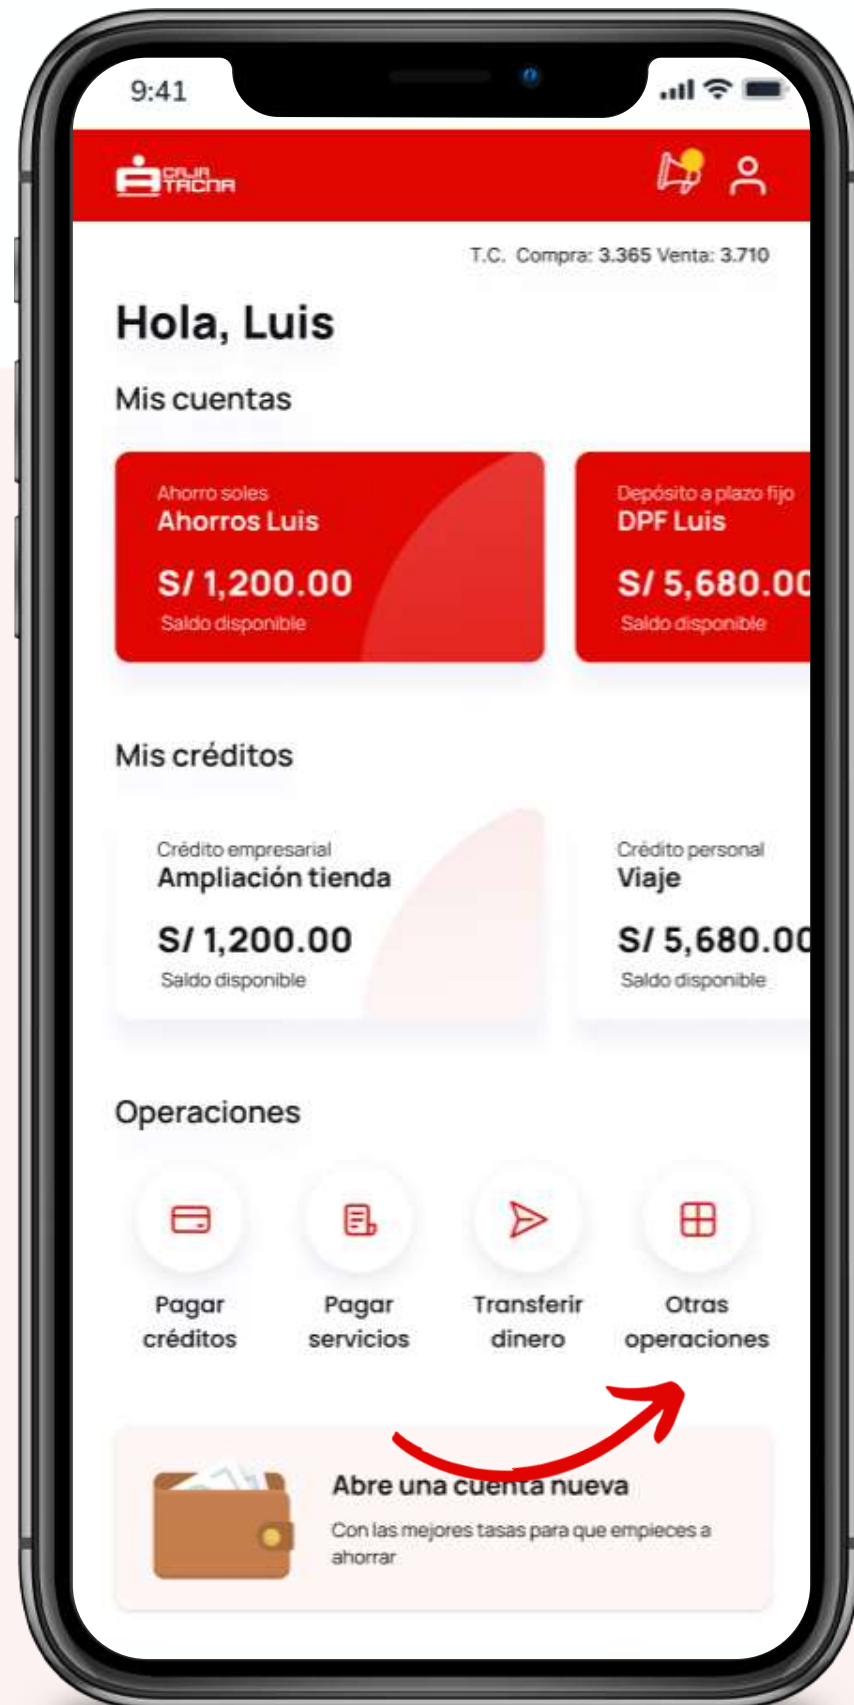 9:41
CAJA
TACNA
T.C. Compra: 3.365 Venta: 3.710
Hola, Luis
Mis cuentas
Ahorro soles
Ahorros Luis
S/ 1,200.00
Saldo disponible
Depósito a plazo fijo
DPF Luis
S/ 5,680.00
Saldo disponible
Mis créditos
Crédito empresarial
Ampliación tienda
S/ 1,200.00
Saldo disponible
Crédito personal
Viaje
S/ 5,680.00
Saldo disponible
Operaciones
Pagar
créditos
Pagar
servicios
Transferir
dinero
Otras
operaciones
Abre una cuenta nueva
Con las mejores tasas para que empieces a
ahorrar